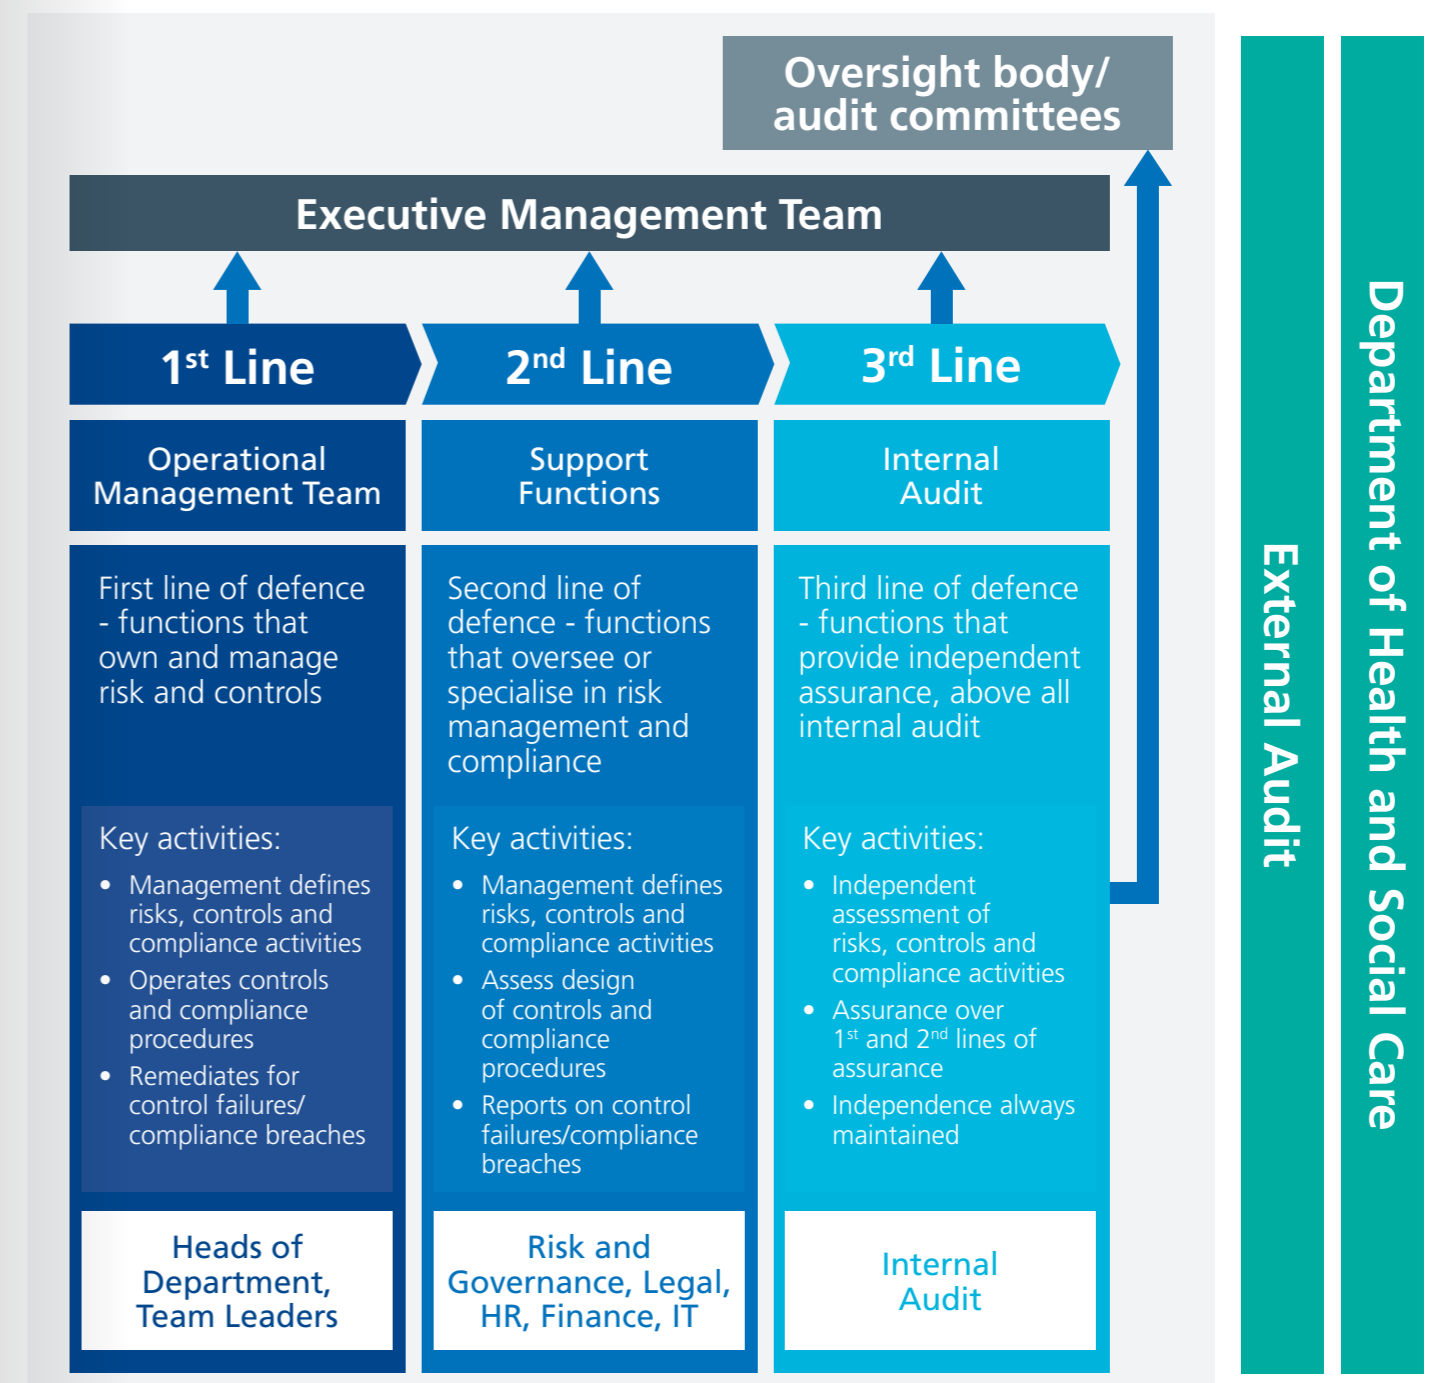 Oversight body/
audit committees
Executive Management Team
1st Line
2nd Line
3rd Line
Operational
Management Team
Support
Functions
Internal
Audit
First line of defence
- functions that
own and manage
risk and controls
Second line of
defence - functions
that oversee or
specialise in risk
management and
compliance
Third line of defence
- functions that
provide independent
assurance, above all
internal audit
Key activities:
• Management defines
risks, controls and
compliance activities
• Operates controls
and compliance
procedures
• Remediates for
control failures/
compliance breaches
Key activities:
• Management defines
risks, controls and
compliance activities
• Assess design
of controls and
compliance
procedures
• Reports on control
failures/compliance
breaches
Key activities:
• Independent
assessment of
risks, controls and
compliance activities
• Assurance over
1st and 2nd lines of
assurance
• Independence always
maintained
Heads of
Department,
Team Leaders
Risk and
Governance, Legal,
HR, Finance, IT
Internal
Audit
External Audit
Department of Health and Social Care